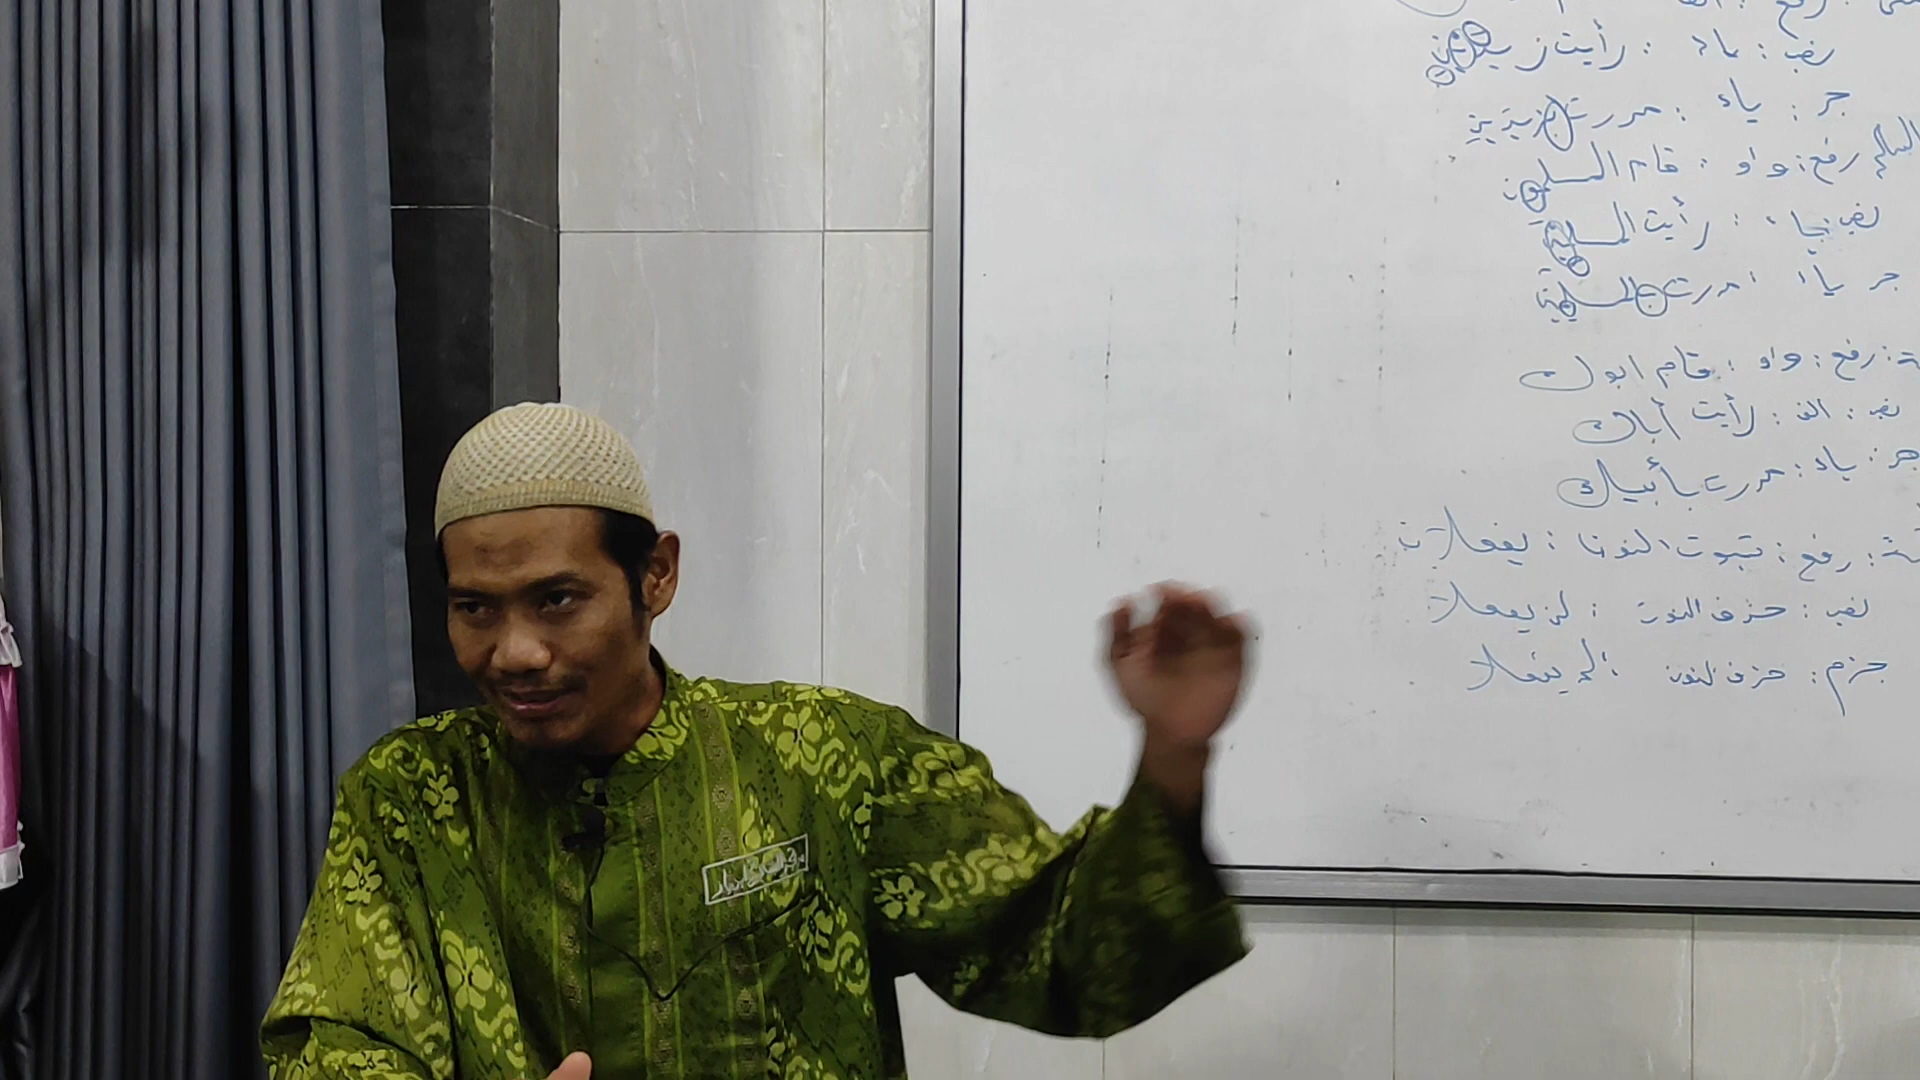 نصب : ياء : رأيت زيدين
جر : ياء : مررت بزيدين
السالم رفع : واو : قام المسلمون
نصب : ياء : رأيت المسلمين
جر ياء : مررت بالمسلمين
رفع : واو : قام ابوك
نصب : الف : رأيت أباك
جر : ياء : مررت بأبيك
رفع : ثبوت النون : يفعلان
نصب : حذف النون : لن يفعلا
جزم : حذف النون : لم يفعلا